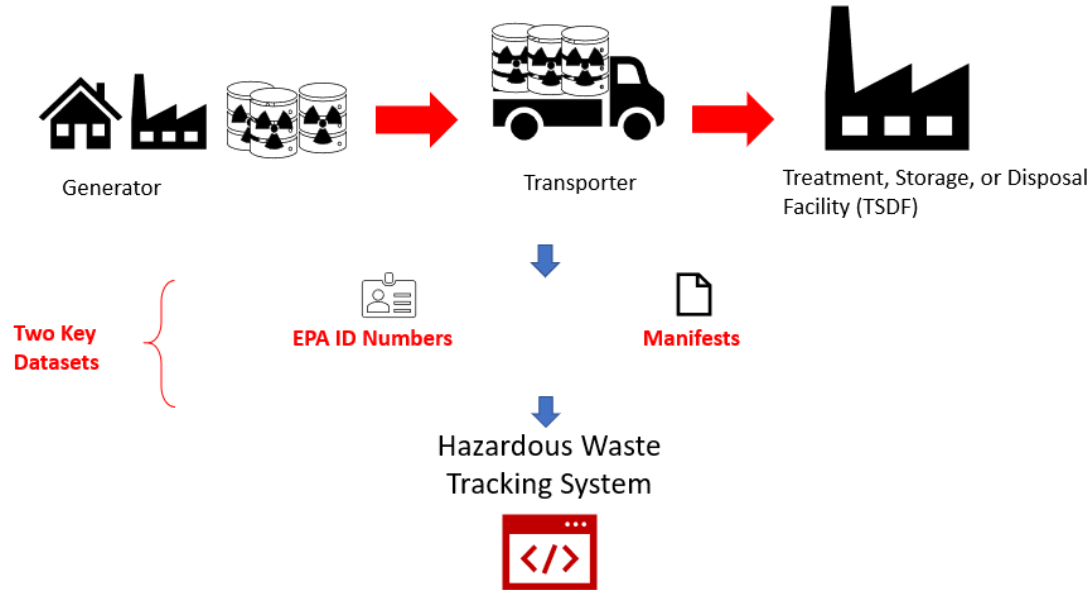 Generator
Transporter
Treatment, Storage, or Disposal
Facility (TSDF)
Two Key
Datasets
EPA ID Numbers
Manifests
Hazardous Waste
Tracking System
</>